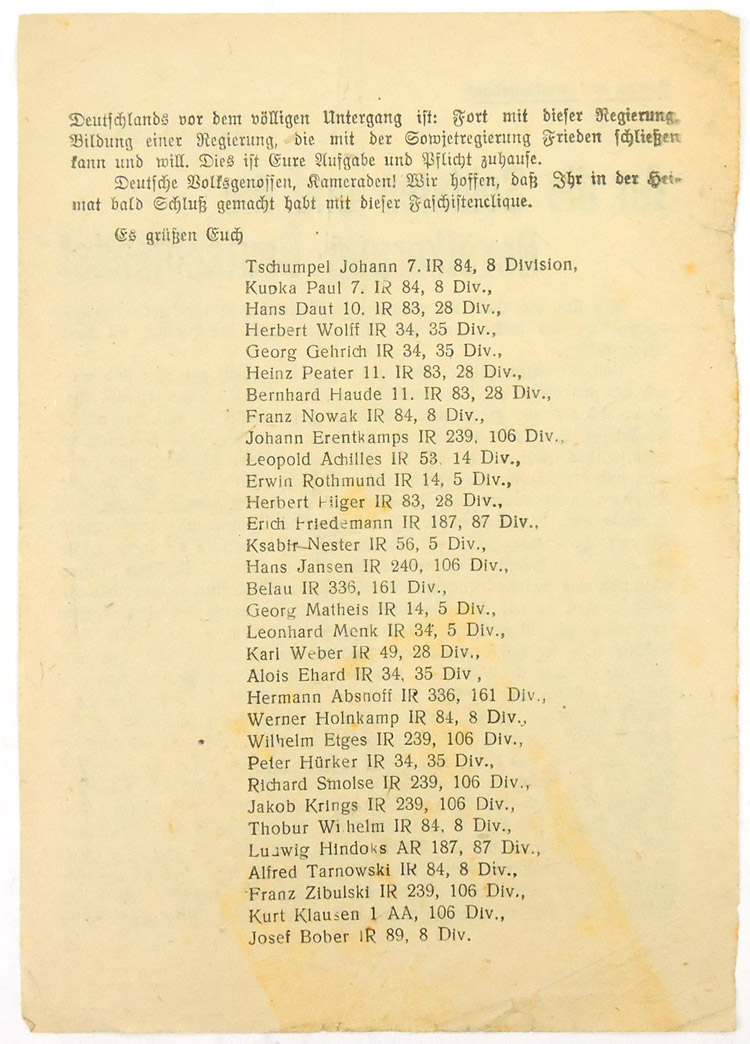 Deutschlands vor dem völligen Untergang ist: Fort mit dieser Regierung.
Bildung einer Regierung, die mit der Sowjetregierung Frieden schließen
kann und will. Dies ist Eure Aufgabe und Pflicht zuhause.
Deutsche Volksgenossen, Kameraden! Wir hoffen, daß Ihr in der Hei-
mat bald Schluß gemacht habt mit dieser Faschistenclique.
Es grüßen Euch
Tschumpel Johann 7. IR 84, 8 Division,
Kupka Paul 7. IR 84, 8 Div.,
Hans Daut 10. IR 83, 28 Div.,
Herbert Wolff IR 34, 35 Div.,
Georg Gehrich IR 34, 35 Div.,
Heinz Peater 11. IR 83, 28 Div.,
Bernhard Haude 11. IR 83, 28 Div.,
Franz Nowak IR 84, 8 Div.,
Johann Erentkamps IR 239, 106 Div.,
Leopold Achilles IR 53, 14 Div.,
Erwin Rothmund IR 14, 5 Div.,
Herbert IR 83, 28 Div.,
Erich Friedemann IR 187, 87 Div.,
Ksabir-Nester IR 56, 5 Div.,
Hans Jansen IR 240, 106 Div.,
Belau IR 336, 161 Div.,
Georg Matheis IR 14, 5 Div.,
Leonhard Menk IR 34, 5 Div.,
Karl Weber IR 49, 28 Div.,
Alois Ehard IR 34, 35 Div ,
Hermann Absnoff IR 336, 161 Div.,
Werner Holnkamp IR 84, 8 Div.,
Wilhelm Etges IR 239, 106 Div.,
Peter Hürker IR 34, 35 Div.,
Richard Smolse IR 239, 106 Div.,
Jakob Krings IR 239, 106 Div.,
Thobur Wilhelm IR 84, 8 Div.,
Ludwig Hindoks AR 187, 87 Div.,
Alfred Tarnowski IR 84, 8 Div.,
Franz Zibulski IR 239, 106 Div.,
Kurt Klausen 1 AA, 106 Div.,
Josef Bober IR 89, 8 Div.